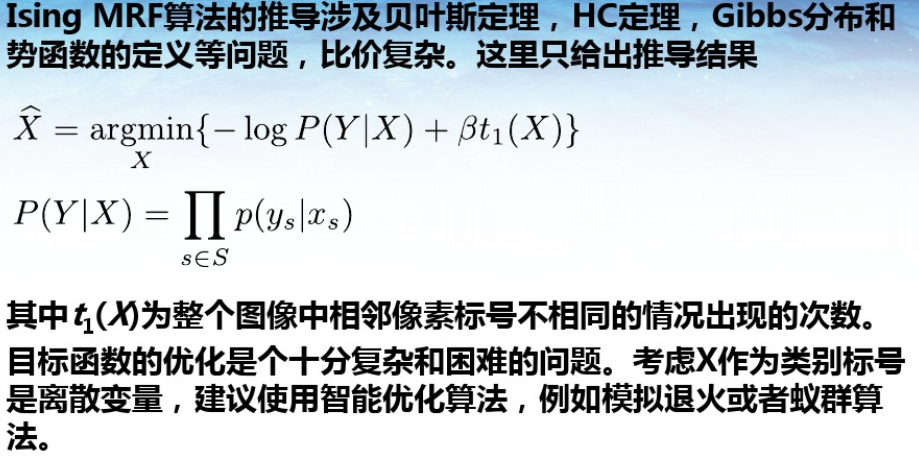 Ising MRF算法的推导涉及贝叶斯定理，HC定理，Gibbs分布和
势函数的定义等问题，比价复杂。这里只给出推导结果
X̂ = argmin{− log P(Y|X) + βt₁(X)}
X
P(Y|X) = ∏ p(yₛ|xₛ)
s∈S
其中t₁(X)为整个图像中相邻像素标号不相同的情况出现的次数。
目标函数的优化是个十分复杂和困难的问题。考虑X作为类别标号
是离散变量，建议使用智能优化算法，例如模拟退火或者蚁群算
法。